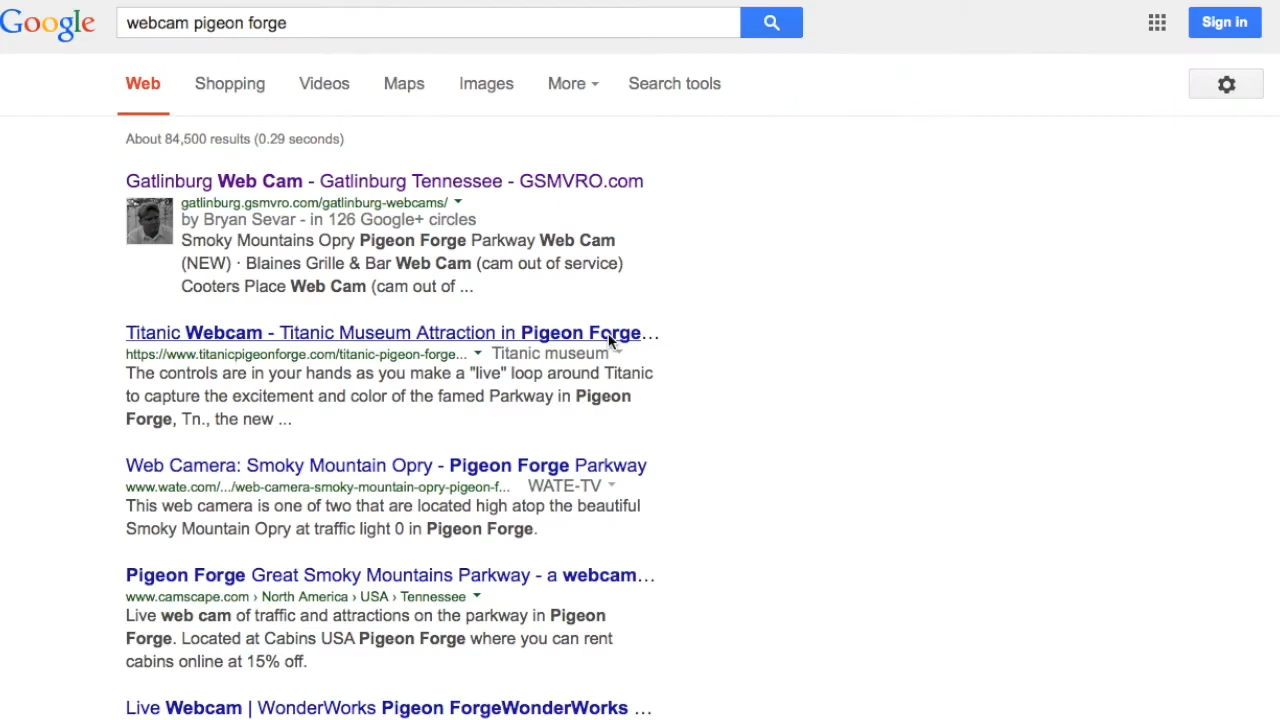 Google webcam pigeon forge Sign in
Web Shopping Videos Maps Images More Search tools
About 84,500 results (0.29 seconds)
Gatlinburg Web Cam - Gatlinburg Tennessee - GSMVRO.com
gatlinburg.gsmvro.com/gatlinburg-webcams/
by Bryan Sevar - in 126 Google+ circles
Smoky Mountains Opry Pigeon Forge Parkway Web Cam
(NEW) · Blaines Grille & Bar Web Cam (cam out of service)
Cooters Place Web Cam (cam out of ...
Titanic Webcam - Titanic Museum Attraction in Pigeon Forge...
https://www.titanicpigeonforge.com/titanic-pigeon-forge... Titanic museum
The controls are in your hands as you make a "live" loop around Titanic
to capture the excitement and color of the famed Parkway in Pigeon
Forge, Tn., the new ...
Web Camera: Smoky Mountain Opry - Pigeon Forge Parkway
www.wate.com/.../web-camera-smoky-mountain-opry-pigeon-f... WATE-TV
This web camera is one of two that are located high atop the beautiful
Smoky Mountain Opry at traffic light 0 in Pigeon Forge.
Pigeon Forge Great Smoky Mountains Parkway - a webcam...
www.camscape.com › North America › USA › Tennessee
Live web cam of traffic and attractions on the parkway in Pigeon
Forge. Located at Cabins USA Pigeon Forge where you can rent
cabins online at 15% off.
Live Webcam | WonderWorks Pigeon ForgeWonderWorks ...